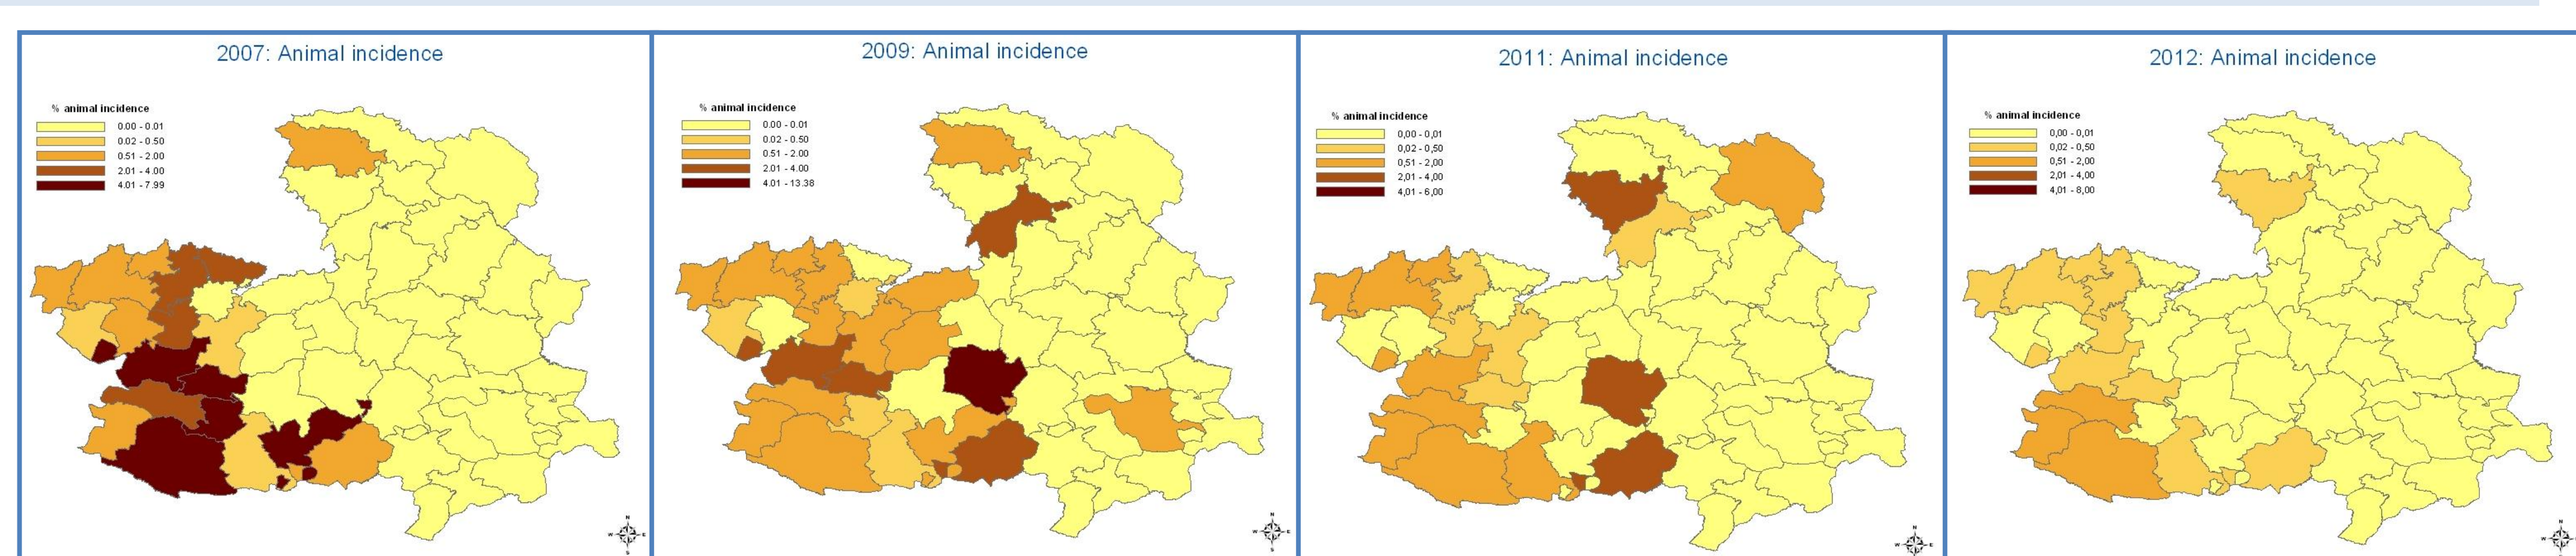 2007: Animal incidence
% animal incidence
0.00 - 0.01
0.02 - 0.50
0.51 - 2.00
2.01 - 4.00
4.01 - 7.99
N
W E
S
2009: Animal incidence
% animal incidence
0.00 - 0.01
0.02 - 0.50
0.51 - 2.00
2.01 - 4.00
4.01 - 13.38
N
W E
S
2011: Animal incidence
% animal incidence
0,00 - 0,01
0,02 - 0,50
0,51 - 2,00
2,01 - 4,00
4,01 - 6,00
N
W E
2012: Animal incidence
% animal incidence
0,00 - 0,01
0,02 - 0,50
0,51 - 2,00
2,01 - 4,00
4,01 - 8,00
N
W